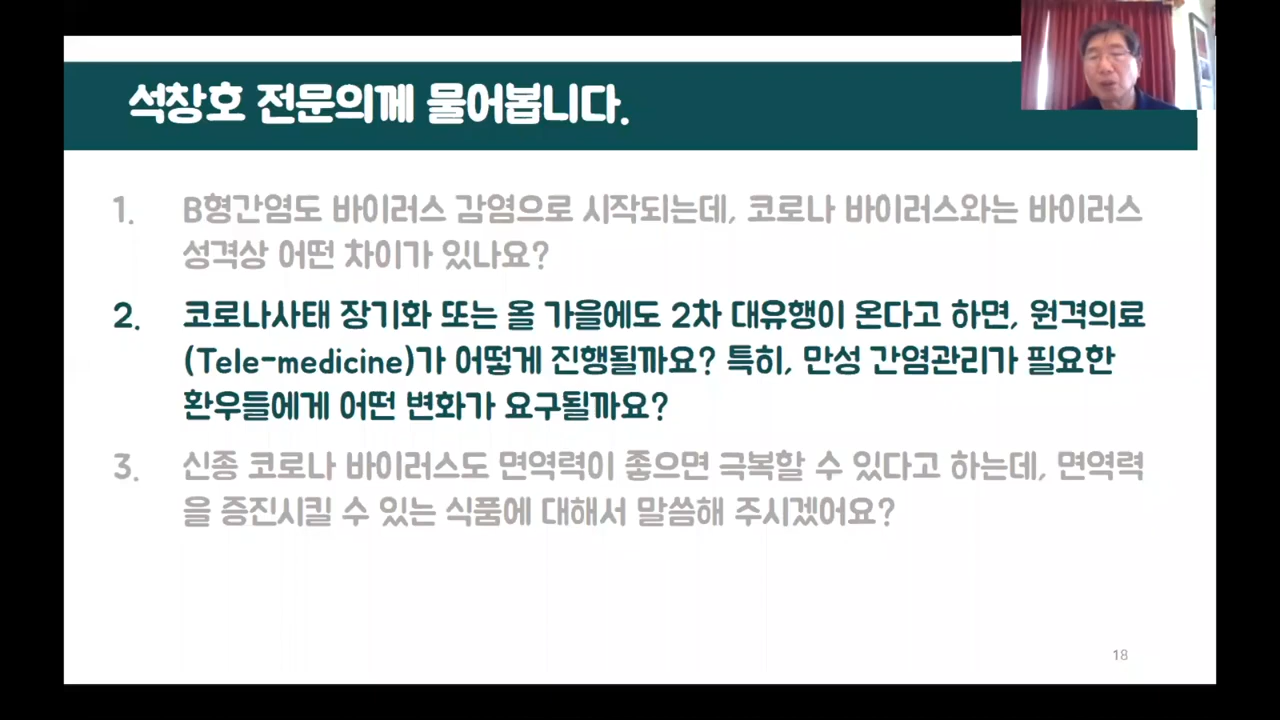 석창호 전문의께 물어봅니다.
1. B형간염도 바이러스 감염으로 시작되는데, 코로나 바이러스와는 바이러스
성격상 어떤 차이가 있나요?
2. 코로나사태 장기화 또는 올 가을에도 2차 대유행이 온다고 하면, 원격의료
(Tele-medicine)가 어떻게 진행될까요? 특히, 만성 간염관리가 필요한
환우들에게 어떤 변화가 요구될까요?
3. 신종 코로나 바이러스도 면역력이 좋으면 극복할 수 있다고 하는데, 면역력
을 증진시킬 수 있는 식품에 대해서 말씀해 주시겠어요?
18